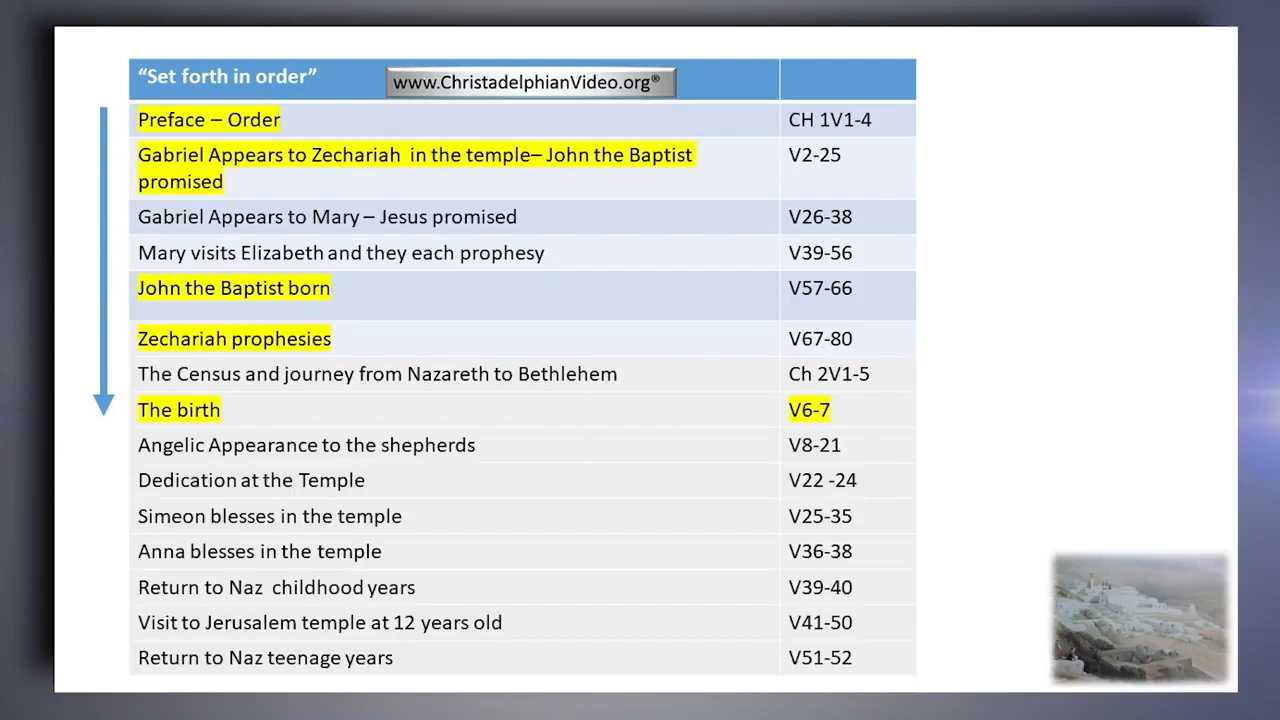 “Set forth in order”
www.ChristadelphianVideo.org®
Preface – Order CH 1V1-4
Gabriel Appears to Zechariah in the temple– John the Baptist V2-25
promised
Gabriel Appears to Mary – Jesus promised V26-38
Mary visits Elizabeth and they each prophesy V39-56
John the Baptist born V57-66
Zechariah prophesies V67-80
The Census and journey from Nazareth to Bethlehem Ch 2V1-5
The birth V6-7
Angelic Appearance to the shepherds V8-21
Dedication at the Temple V22 -24
Simeon blesses in the temple V25-35
Anna blesses in the temple V36-38
Return to Naz childhood years V39-40
Visit to Jerusalem temple at 12 years old V41-50
Return to Naz teenage years V51-52